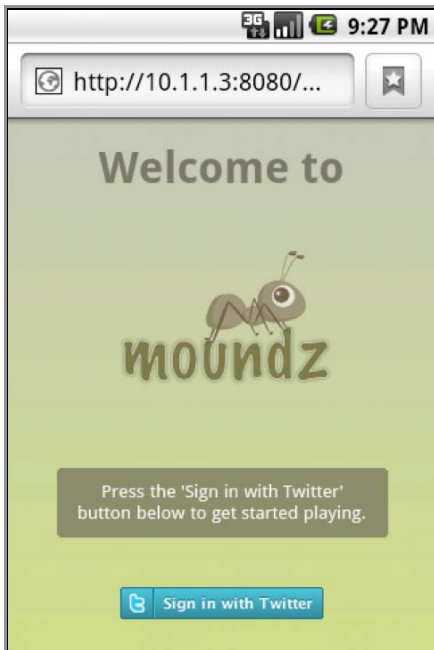 3G 9:27 PM
http://10.1.1.3:8080/...
Welcome to
moundz
Press the 'Sign in with Twitter'
button below to get started playing.
Sign in with Twitter